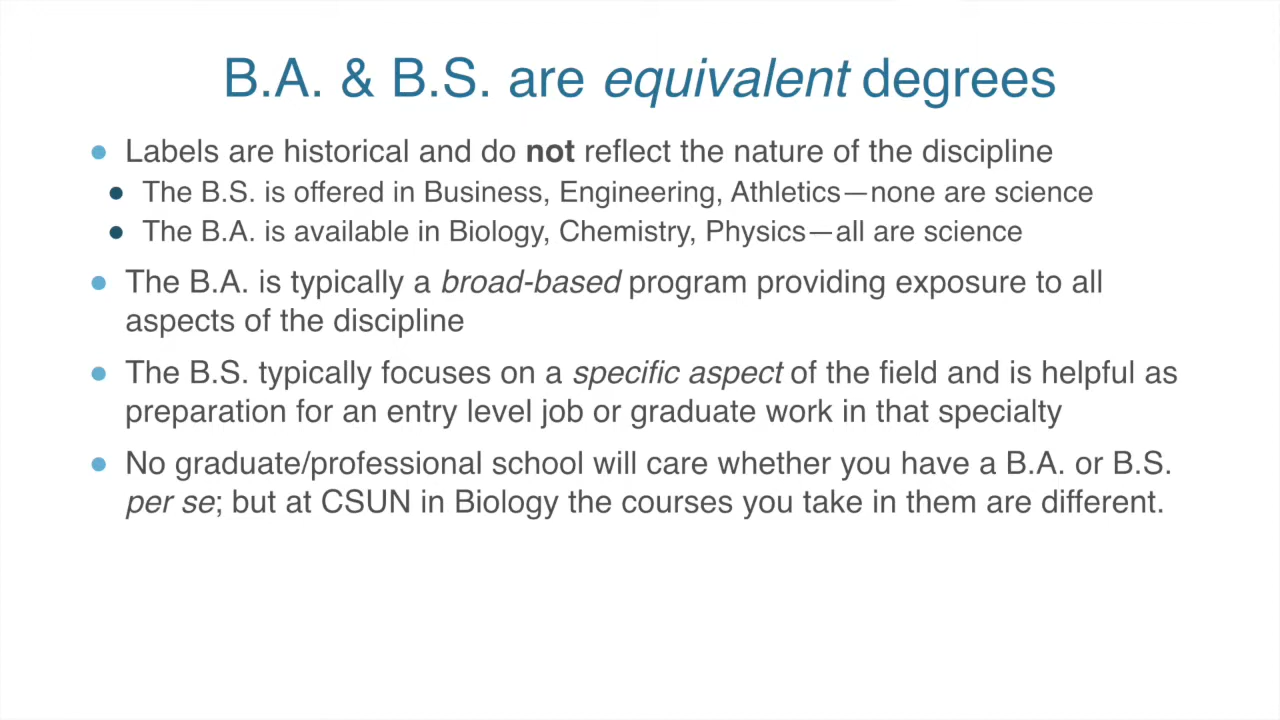 B.A. & B.S. are equivalent degrees
● Labels are historical and do not reflect the nature of the discipline
● The B.S. is offered in Business, Engineering, Athletics—none are science
● The B.A. is available in Biology, Chemistry, Physics—all are science
● The B.A. is typically a broad-based program providing exposure to all
aspects of the discipline
● The B.S. typically focuses on a specific aspect of the field and is helpful as
preparation for an entry level job or graduate work in that specialty
● No graduate/professional school will care whether you have a B.A. or B.S.
per se; but at CSUN in Biology the courses you take in them are different.